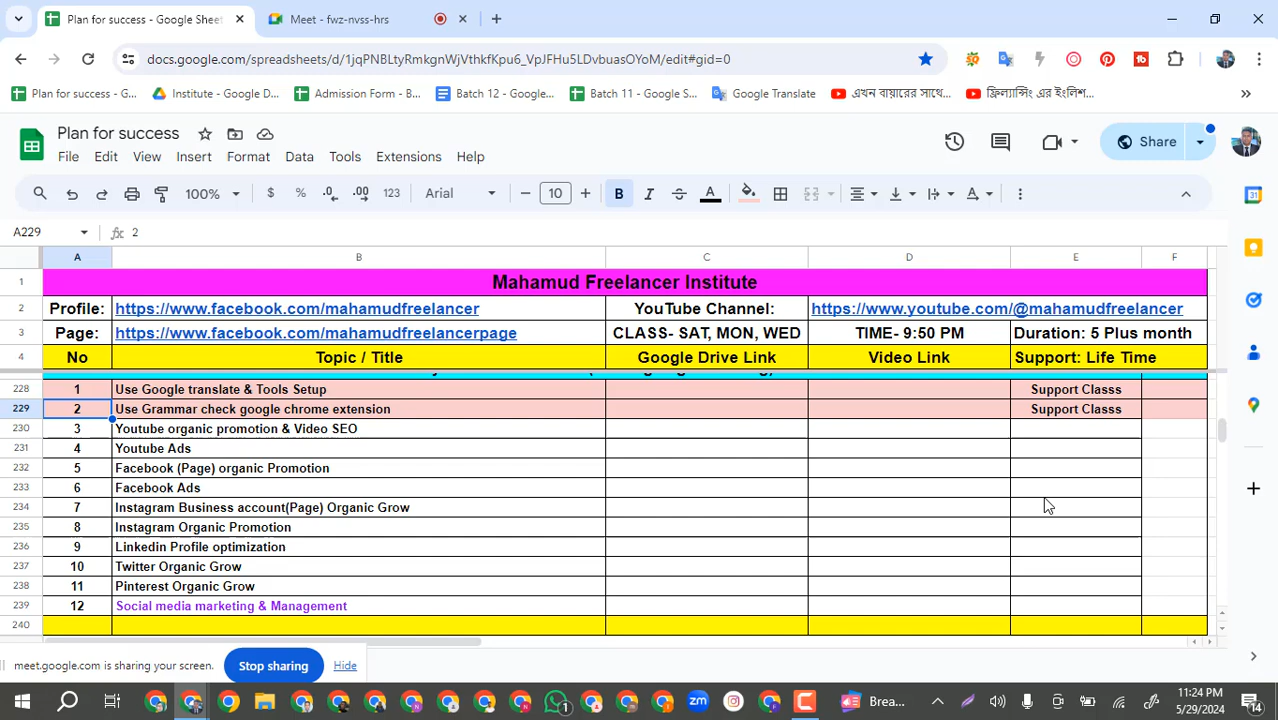 Plan for success - Google Sheet
Meet - fwz-nvss-hrs
docs.google.com/spreadsheets/d/1jqPNBLtyRmkgnWjVthkfKpu6_VpJFHu5LDvbuasOYoM/edit#gid=0
Plan for success - G...
Institute - Google D...
Admission Form - B...
Batch 12 - Google...
Batch 11 - Google S...
Google Translate
এখন বায়ারের সাথে...
ফ্রিল্যান্সিং এর ইংলিশ...
Plan for success
Share
File Edit View Insert Format Data Tools Extensions Help
100% $ % .0 .00 123 Arial 10 B I S A
A229 fx 2
A B C D E F
1 Mahamud Freelancer Institute
2 Profile: https://www.facebook.com/mahamudfreelancer YouTube Channel: https://www.youtube.com/@mahamudfreelancer
3 Page: https://www.facebook.com/mahamudfreelancerpage CLASS- SAT, MON, WED TIME- 9:50 PM Duration: 5 Plus month
4 No Topic / Title Google Drive Link Video Link Support: Life Time
228 1 Use Google translate & Tools Setup Support Classs
229 2 Use Grammar check google chrome extension Support Classs
230 3 Youtube organic promotion & Video SEO
231 4 Youtube Ads
232 5 Facebook (Page) organic Promotion
233 6 Facebook Ads
234 7 Instagram Business account(Page) Organic Grow
235 8 Instagram Organic Promotion
236 9 Linkedin Profile optimization
237 10 Twitter Organic Grow
238 11 Pinterest Organic Grow
239 12 Social media marketing & Management
240
meet.google.com is sharing your screen. Stop sharing Hide
zm
1
Brea...
11:24 PM
5/29/2024
14